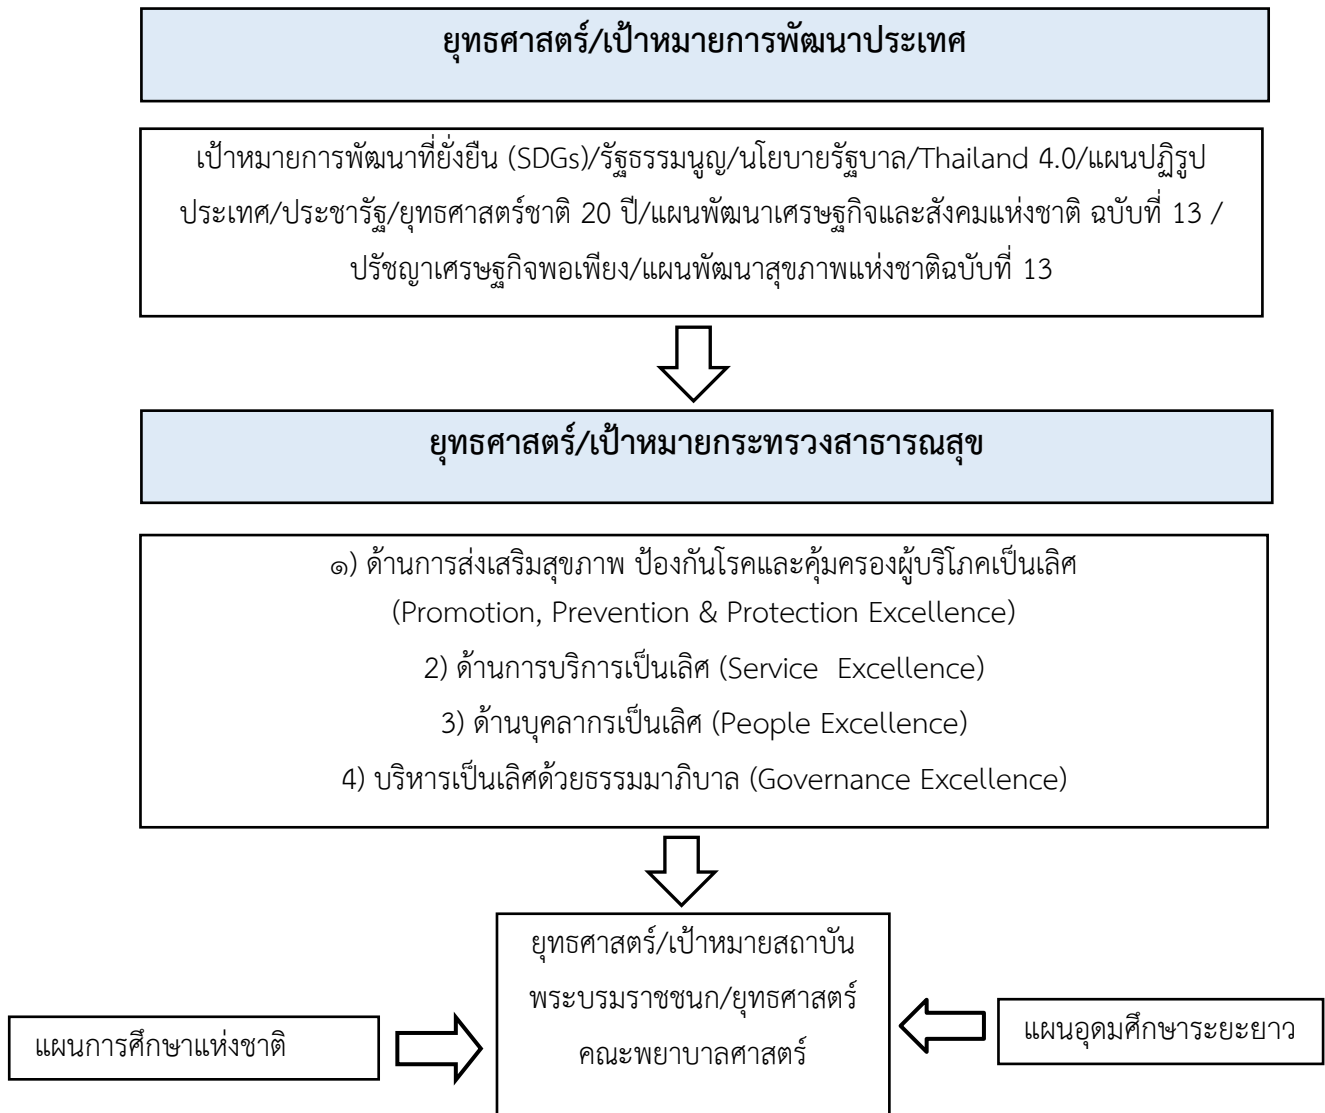 ยุทธศาสตร์/เป้าหมายการพัฒนาประเทศ
เป้าหมายการพัฒนาที่ยั่งยืน (SDGs)/รัฐธรรมนูญ/นโยบายรัฐบาล/Thailand 4.0/แผนปฏิรูป
ประเทศ/ประชารัฐ/ยุทธศาสตร์ชาติ 20 ปี/แผนพัฒนาเศรษฐกิจและสังคมแห่งชาติ ฉบับที่ 13 /
ปรัชญาเศรษฐกิจพอเพียง/แผนพัฒนาสุขภาพแห่งชาติฉบับที่ 13
ยุทธศาสตร์/เป้าหมายกระทรวงสาธารณสุข
๑) ด้านการส่งเสริมสุขภาพ ป้องกันโรคและคุ้มครองผู้บริโภคเป็นเลิศ
(Promotion, Prevention & Protection Excellence)
2) ด้านการบริการเป็นเลิศ (Service Excellence)
3) ด้านบุคลากรเป็นเลิศ (People Excellence)
4) บริหารเป็นเลิศด้วยธรรมมาภิบาล (Governance Excellence)
ยุทธศาสตร์/เป้าหมายสถาบัน
พระบรมราชชนก/ยุทธศาสตร์
คณะพยาบาลศาสตร์
แผนการศึกษาแห่งชาติ
แผนอุดมศึกษาระยะยาว